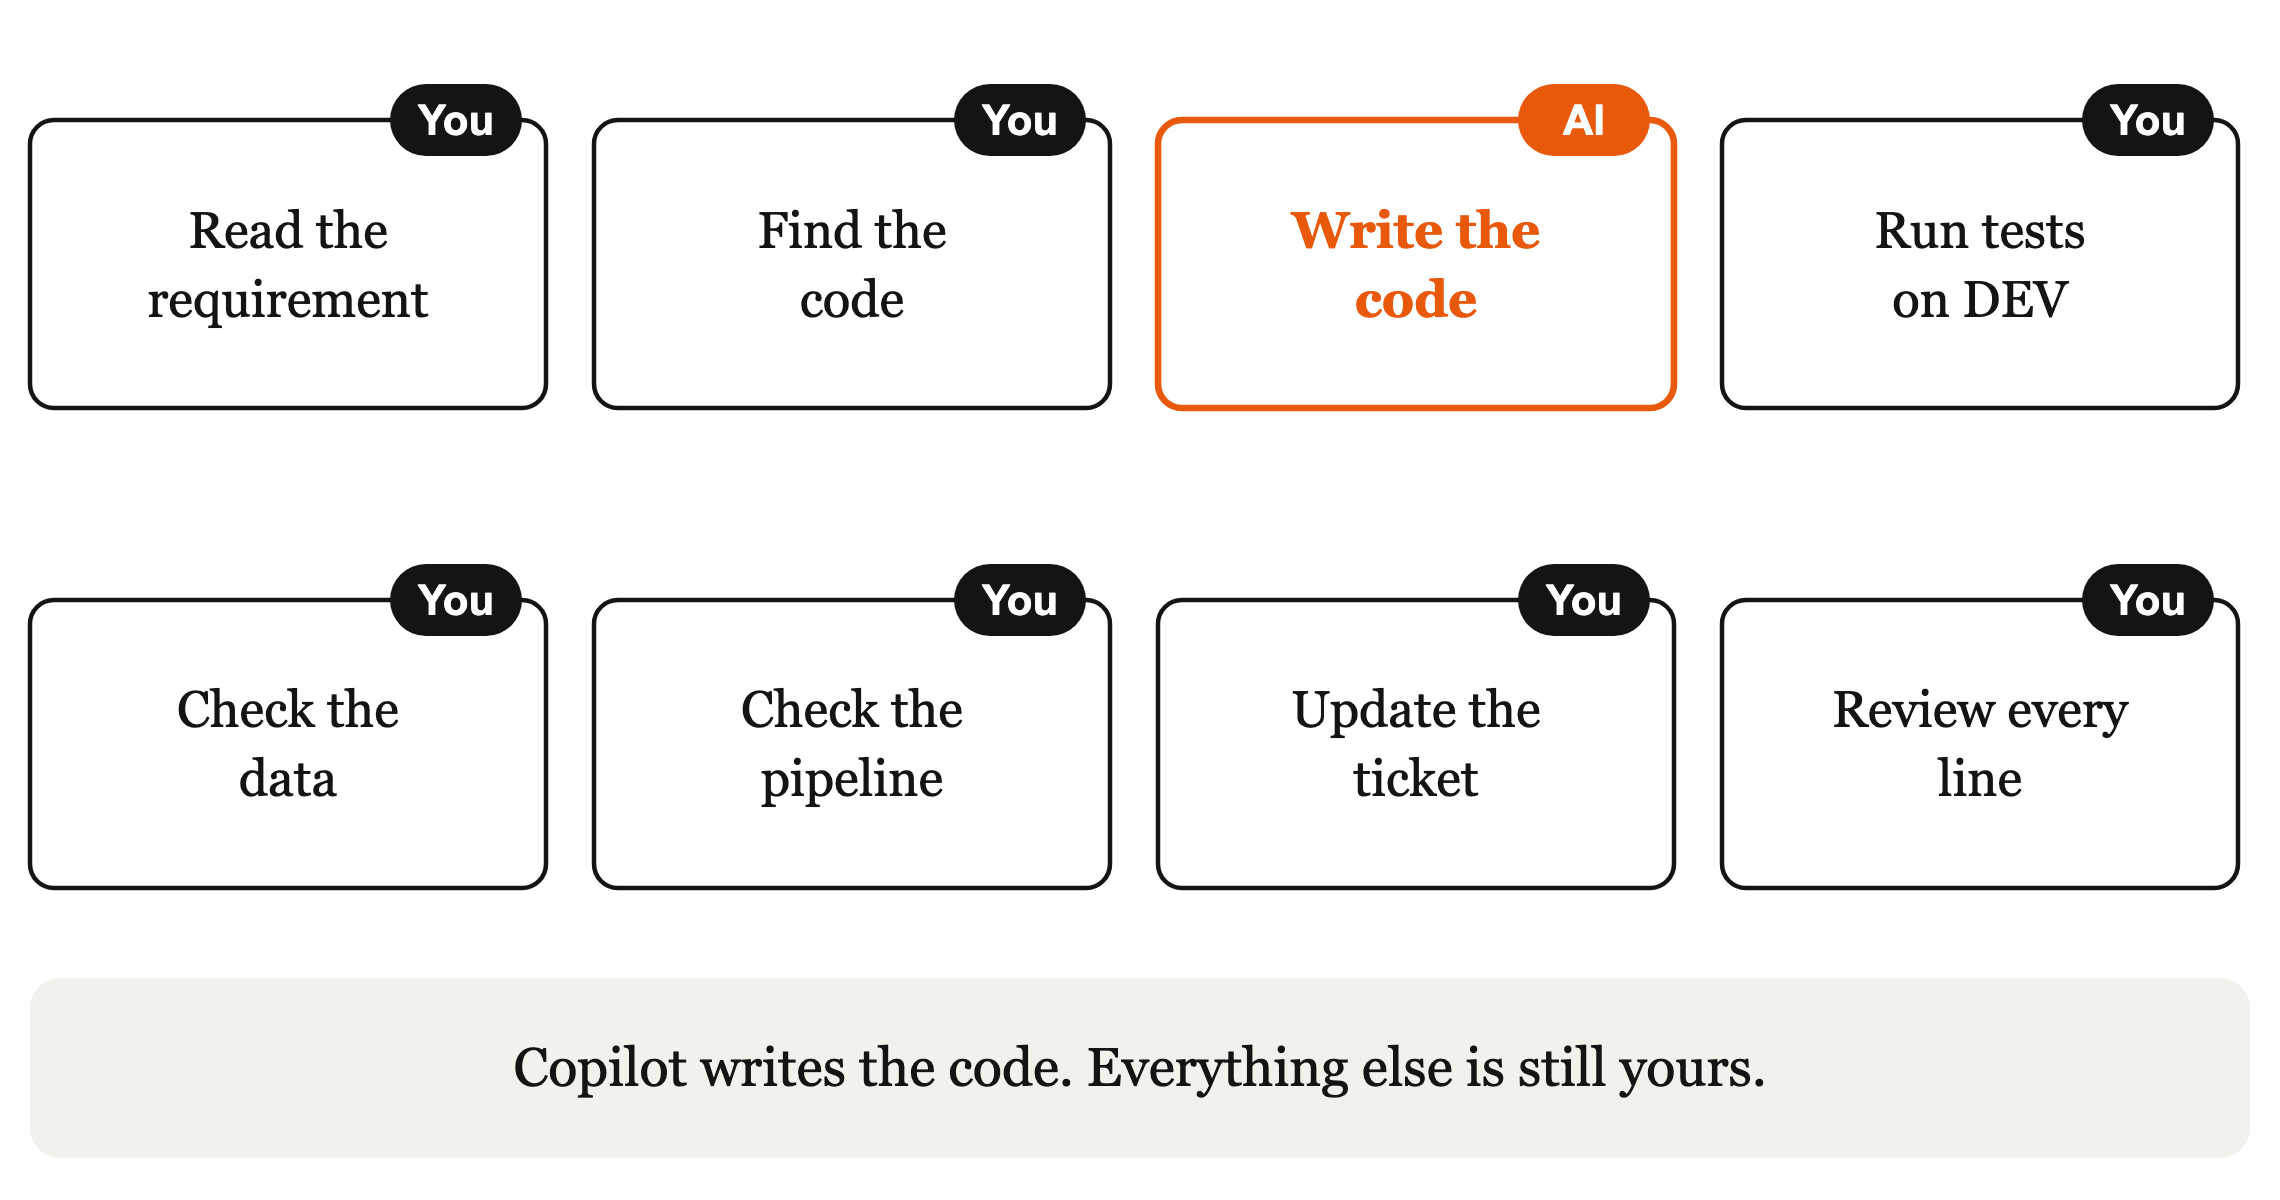 You
Read the
requirement
You
Find the
code
AI
Write the
code
You
Run tests
on DEV
You
Check the
data
You
Check the
pipeline
You
Update the
ticket
You
Review every
line
Copilot writes the code. Everything else is still yours.